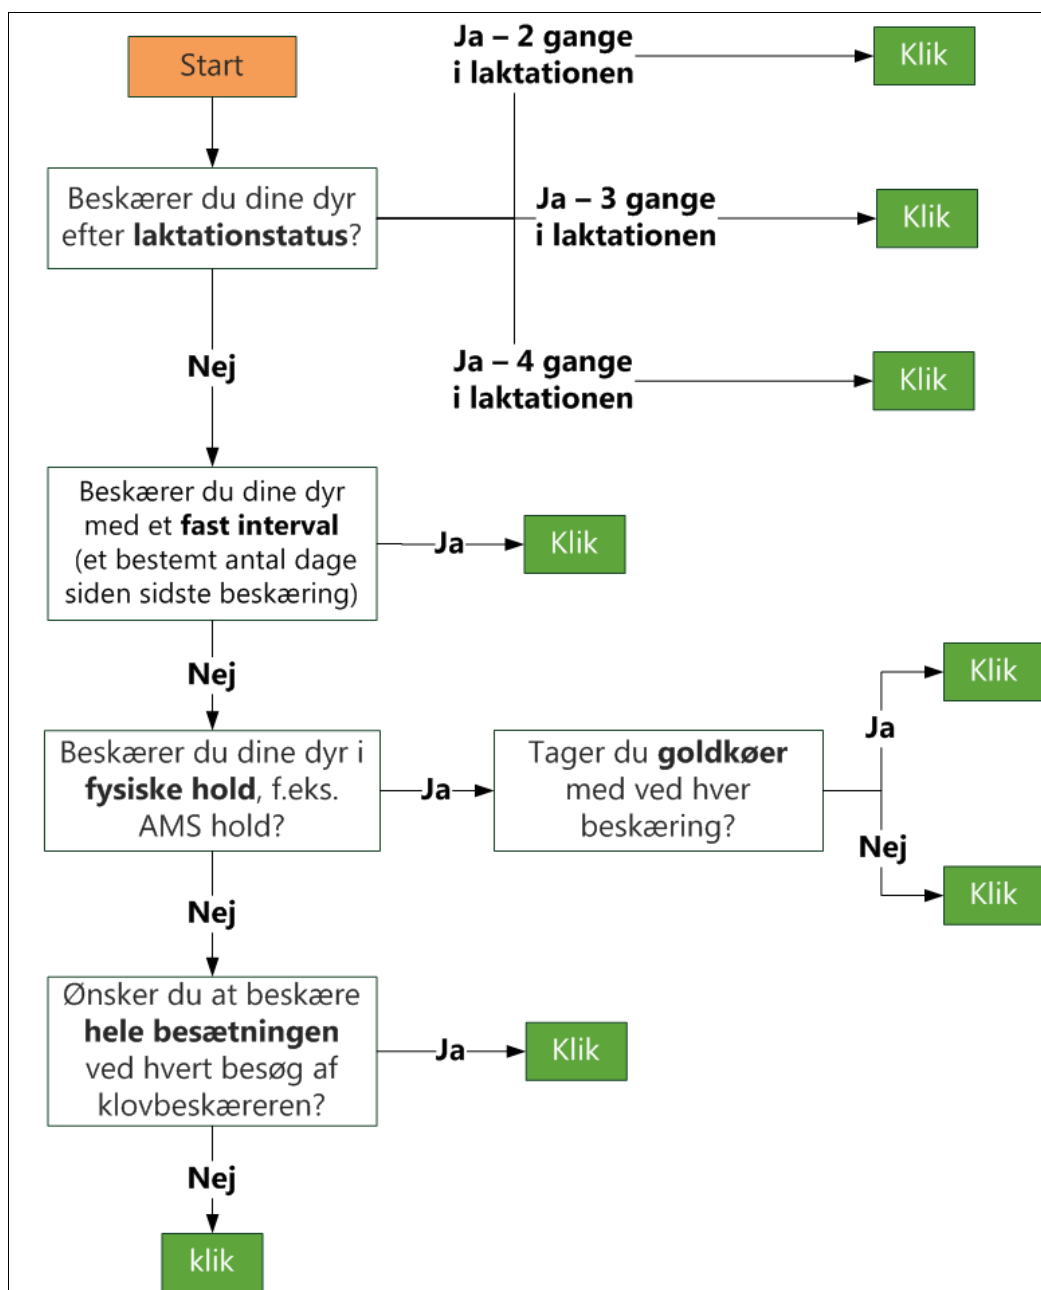 Start
Ja – 2 gange
i laktationen
Klik
Beskærer du dine dyr
efter laktationstatus?
Ja – 3 gange
i laktationen
Klik
Ja – 4 gange
i laktationen
Klik
Nej
Beskærer du dine dyr
med et fast interval
(et bestemt antal dage
siden sidste beskæring)
Ja
Klik
Nej
Beskærer du dine dyr i
fysiske hold, f.eks.
AMS hold?
Ja
Tager du goldkøer
med ved hver
beskæring?
Ja
Klik
Nej
Klik
Nej
Ønsker du at beskære
hele besætningen
ved hvert besøg af
klovbeskæreren?
Ja
Klik
Nej
klik